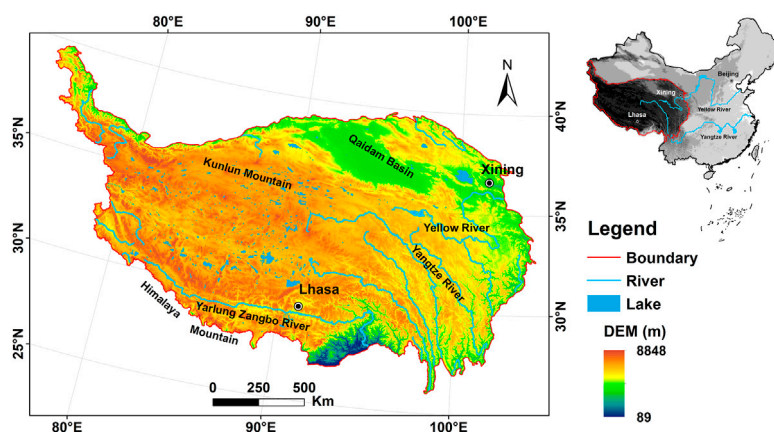 80°E
90°E
100°E
N
40°N
35°N
30°N
35°N
30°N
25°N
Qaidam Basin
Kunlun Mountain
Xining
Yellow River
Yangtze River
Lhasa
Yarlung Zangbo River
Himalaya
Mountain
0
250
500
Km
80°E
90°E
100°E
Beijing
Xining
Yellow River
Lhasa
Yangtze River
Legend
Boundary
River
Lake
DEM (m)
8848
89